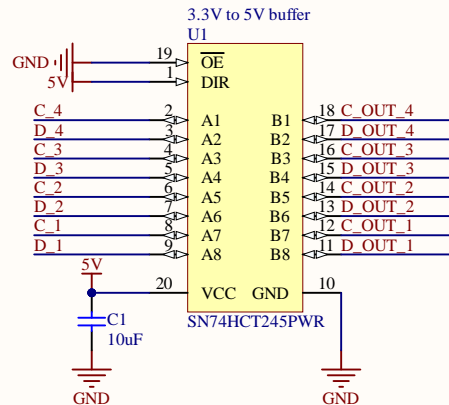 3.3V to 5V buffer
U1
GND 19 OE
5V 1 DIR
C_4 2 A1 B1 18 C_OUT_4
D_4 3 A2 B2 17 D_OUT_4
C_3 4 A3 B3 16 C_OUT_3
D_3 5 A4 B4 15 D_OUT_3
C_2 6 A5 B5 14 C_OUT_2
D_2 7 A6 B6 13 D_OUT_2
C_1 8 A7 B7 12 C_OUT_1
D_1 9 A8 B8 11 D_OUT_1
5V
20 VCC GND 10
C1
10uF
SN74HCT245PWR
GND GND